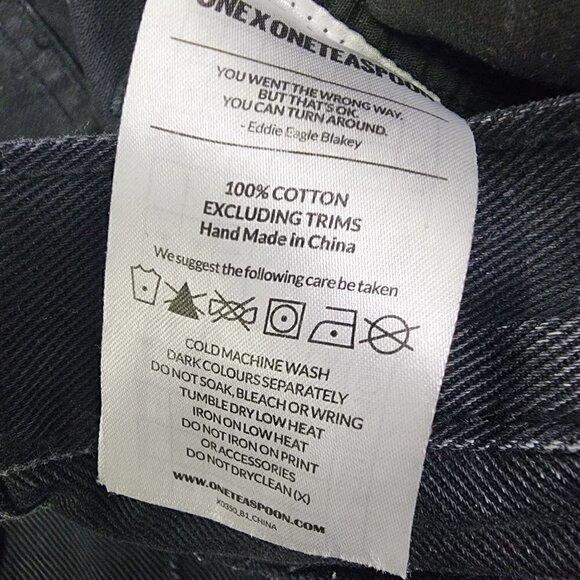 ONE X ONETEASPOON
YOU WENT THE WRONG WAY.
BUT THAT'S OK.
YOU CAN TURN AROUND.
- Eddie Eagle Blakey
100% COTTON
EXCLUDING TRIMS
Hand Made in China
We suggest the following care be taken
COLD MACHINE WASH
DARK COLOURS SEPARATELY
DO NOT SOAK, BLEACH OR WRING
TUMBLE DRY LOW HEAT
IRON ON LOW HEAT
DO NOT IRON ON PRINT
OR ACCESSORIES
DO NOT DRYCLEAN (X)
WWW.ONETEASPOON.COM
X0350_B1_CHINA